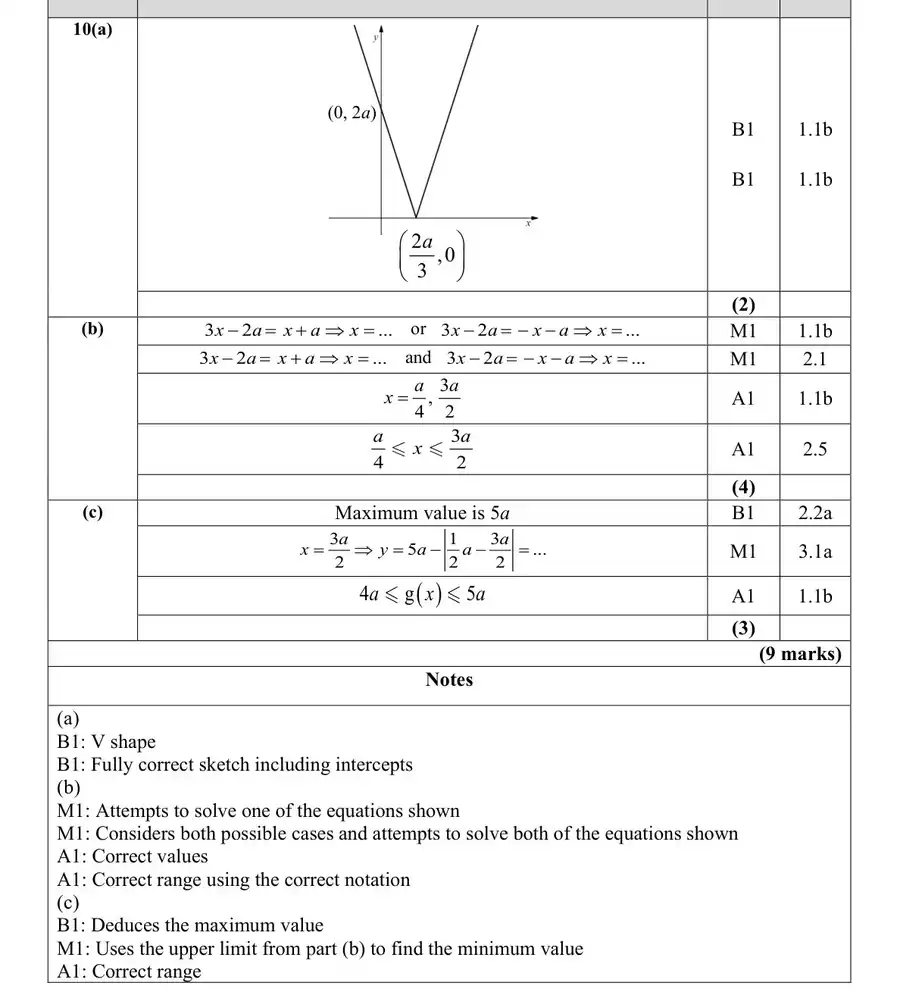 10(a)
y
(0, 2a)
B1 1.1b
B1 1.1b
x
(2a/3, 0)
(2)
(b) 3x − 2a = x + a ⇒ x = ... or 3x − 2a = − x − a ⇒ x = ... M1 1.1b
3x − 2a = x + a ⇒ x = ... and 3x − 2a = − x − a ⇒ x = ... M1 2.1
x = a/4, 3a/2 A1 1.1b
a/4 ⩽ x ⩽ 3a/2 A1 2.5
(4)
(c) Maximum value is 5a B1 2.2a
x = 3a/2 ⇒ y = 5a − |1/2 a − 3a/2| = ... M1 3.1a
4a ⩽ g(x) ⩽ 5a A1 1.1b
(3)
(9 marks)
Notes
(a)
B1: V shape
B1: Fully correct sketch including intercepts
(b)
M1: Attempts to solve one of the equations shown
M1: Considers both possible cases and attempts to solve both of the equations shown
A1: Correct values
A1: Correct range using the correct notation
(c)
B1: Deduces the maximum value
M1: Uses the upper limit from part (b) to find the minimum value
A1: Correct range